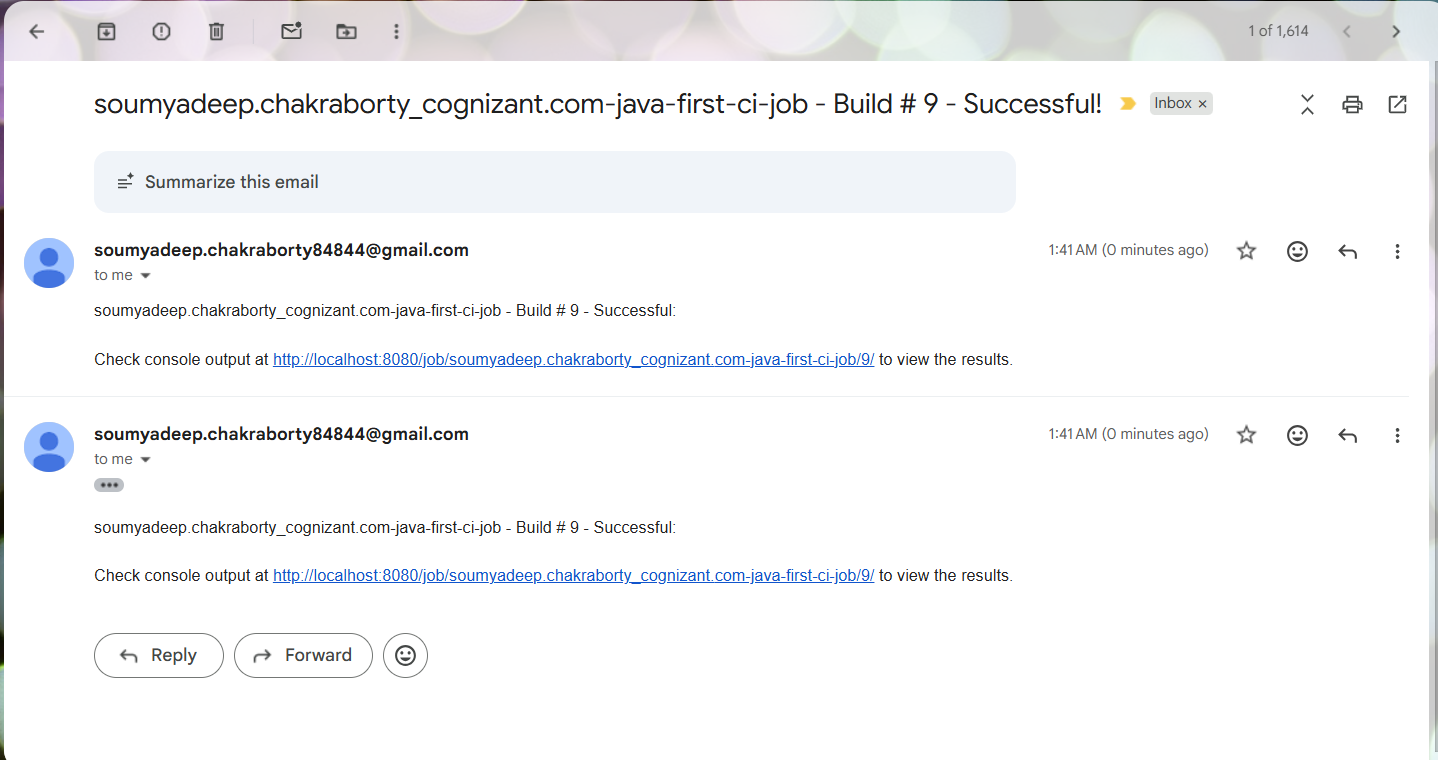 1 of 1,614
soumyadeep.chakraborty_cognizant.com-java-first-ci-job - Build # 9 - Successful!
Inbox ×
Summarize this email
soumyadeep.chakraborty84844@gmail.com
1:41 AM (0 minutes ago)
to me
soumyadeep.chakraborty_cognizant.com-java-first-ci-job - Build # 9 - Successful:
Check console output at http://localhost:8080/job/soumyadeep.chakraborty_cognizant.com-java-first-ci-job/9/ to view the results.
soumyadeep.chakraborty84844@gmail.com
1:41 AM (0 minutes ago)
to me
soumyadeep.chakraborty_cognizant.com-java-first-ci-job - Build # 9 - Successful:
Check console output at http://localhost:8080/job/soumyadeep.chakraborty_cognizant.com-java-first-ci-job/9/ to view the results.
Reply
Forward